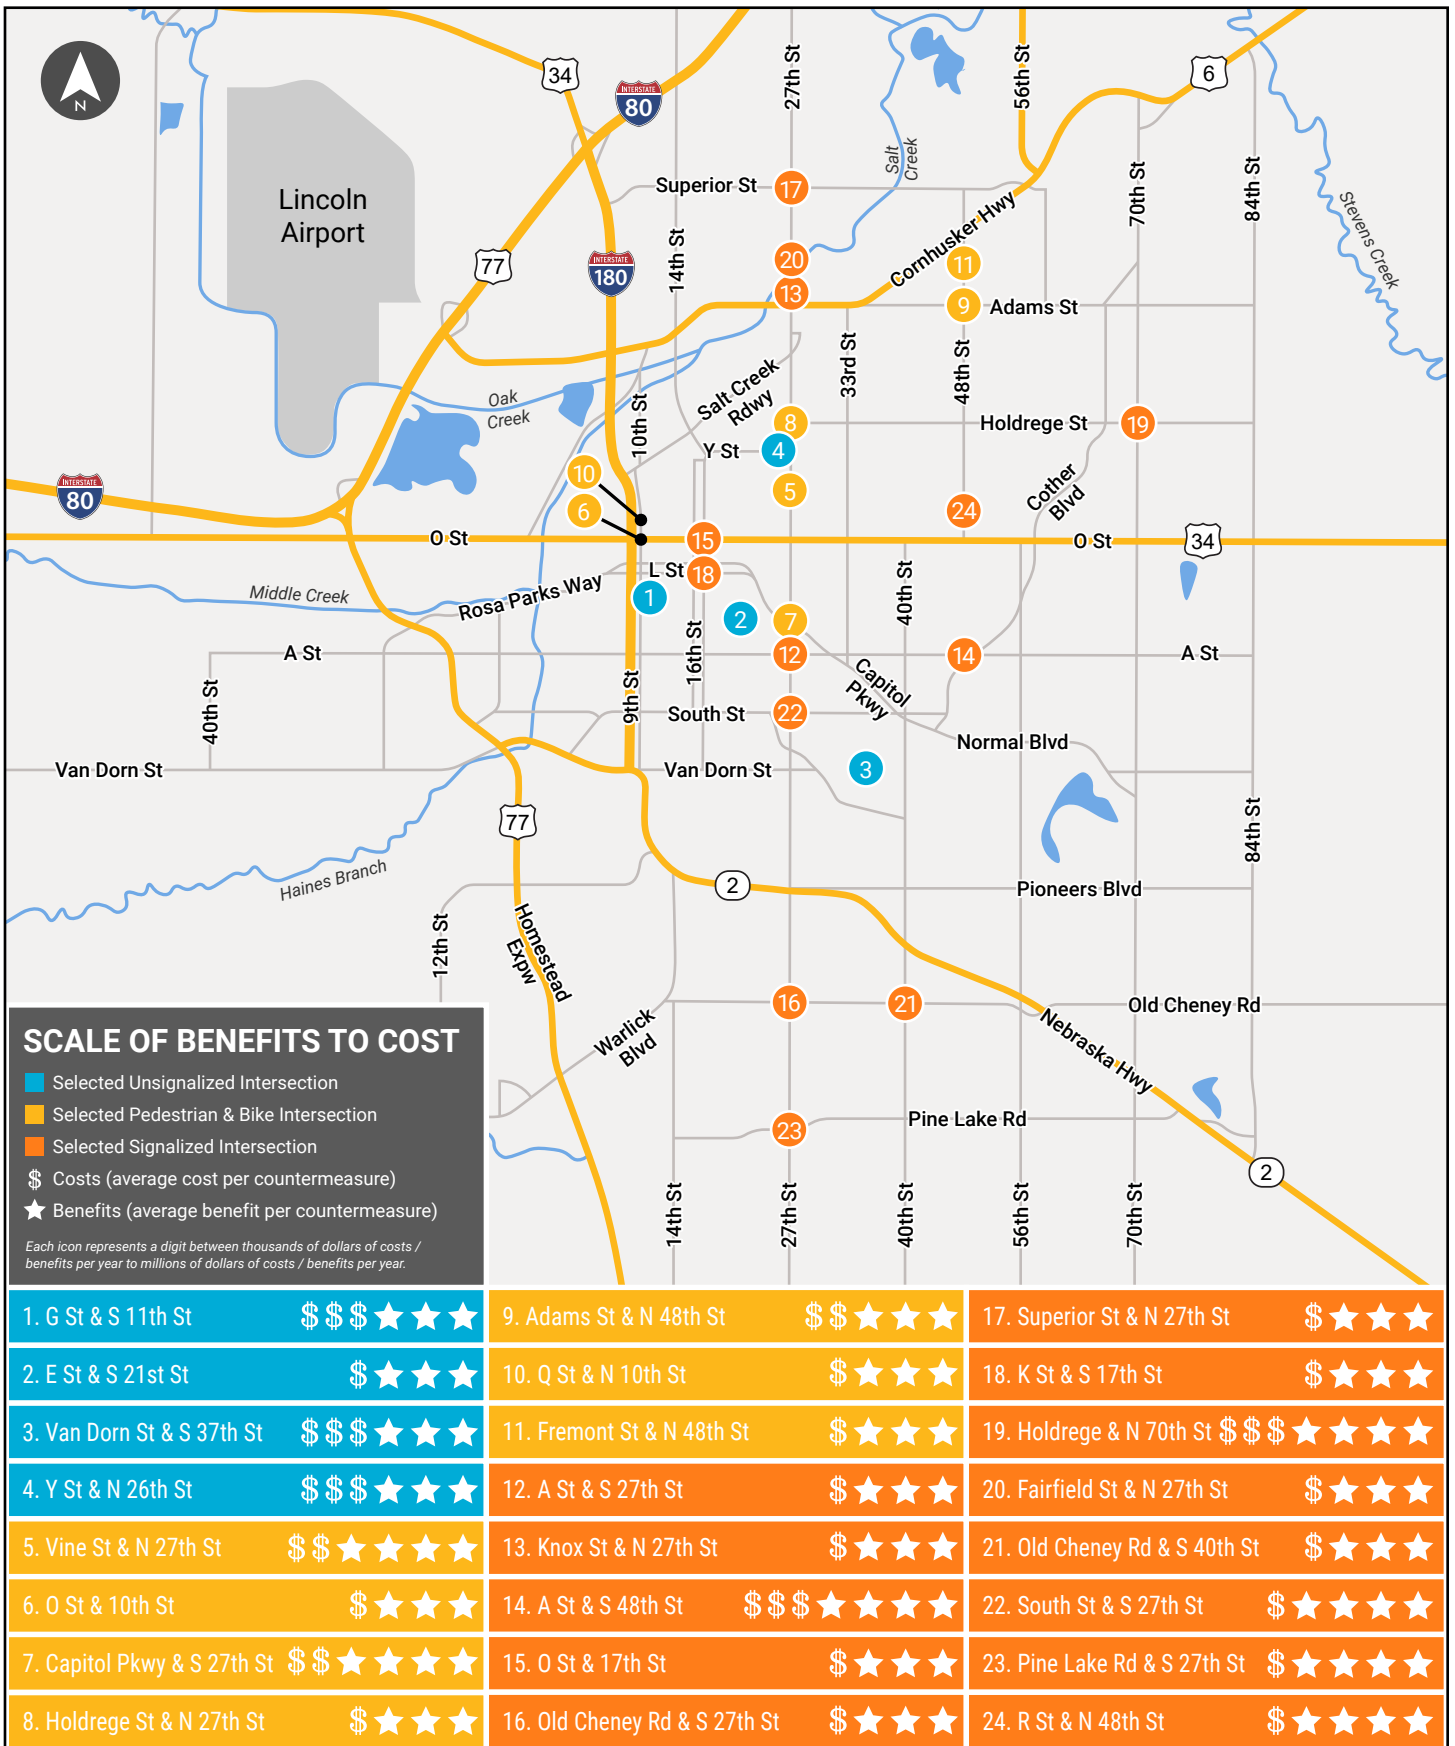 N
34
INTERSTATE
80
27th St
56th St
6
Salt
Creek
Lincoln
Airport
Superior St
17
70th St
84th St
Stevens Creek
77
INTERSTATE
180
14th St
20
13
Cornhusker Hwy
11
9
Adams St
Oak
Creek
10th St
Salt Creek
Rdwy
33rd St
48th St
8
Holdrege St
19
Y St
4
10
6
5
24
Cother
Blvd
INTERSTATE
80
O St
15
O St
34
L St
18
Middle Creek
Rosa Parks Way
1
2
7
40th St
A St
16th St
12
14
A St
40th St
9th St
Capitol
Pkwy
South St
22
Normal Blvd
Van Dorn St
Van Dorn St
3
77
84th St
Haines Branch
2
Pioneers Blvd
12th St
Homestead
Expw
16
21
Old Cheney Rd
Warlick
Blvd
Nebraska Hwy
23
Pine Lake Rd
2
14th St
27th St
40th St
56th St
70th St
SCALE OF BENEFITS TO COST
Selected Unsignalized Intersection
Selected Pedestrian & Bike Intersection
Selected Signalized Intersection
$ Costs (average cost per countermeasure)
★ Benefits (average benefit per countermeasure)
Each icon represents a digit between thousands of dollars of costs /
benefits per year to millions of dollars of costs / benefits per year.
1. G St & S 11th St $$$★★★
2. E St & S 21st St $★★★
3. Van Dorn St & S 37th St $$$★★★
4. Y St & N 26th St $$$★★★
5. Vine St & N 27th St $$★★★★
6. O St & 10th St $★★★
7. Capitol Pkwy & S 27th St $$★★★★
8. Holdrege St & N 27th St $★★★
9. Adams St & N 48th St $$★★★
10. Q St & N 10th St $★★★
11. Fremont St & N 48th St $★★★
12. A St & S 27th St $★★★
13. Knox St & N 27th St $★★★
14. A St & S 48th St $$$★★★★
15. O St & 17th St $★★★
16. Old Cheney Rd & S 27th St $★★★
17. Superior St & N 27th St $★★★
18. K St & S 17th St $★★★
19. Holdrege & N 70th St $$$★★★★
20. Fairfield St & N 27th St $★★★
21. Old Cheney Rd & S 40th St $★★★
22. South St & S 27th St $★★★★
23. Pine Lake Rd & S 27th St $★★★★
24. R St & N 48th St $★★★★